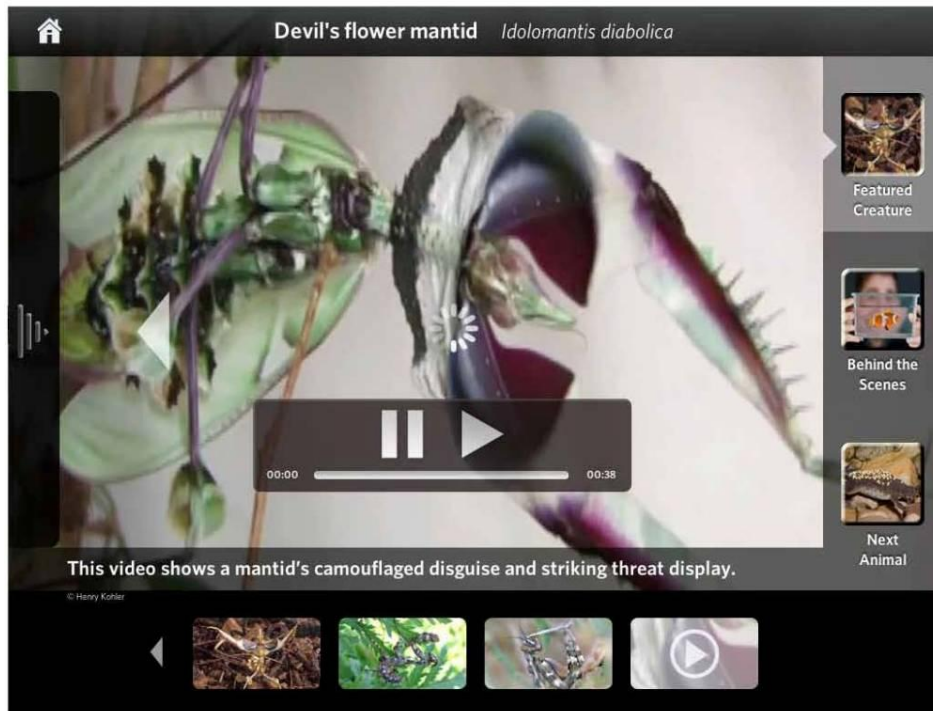 Devil's flower mantid Idolomantis diabolica
Featured
Creature
Behind the
Scenes
00:00 00:38
Next
Animal
This video shows a mantid's camouflaged disguise and striking threat display.
© Henry Kohler